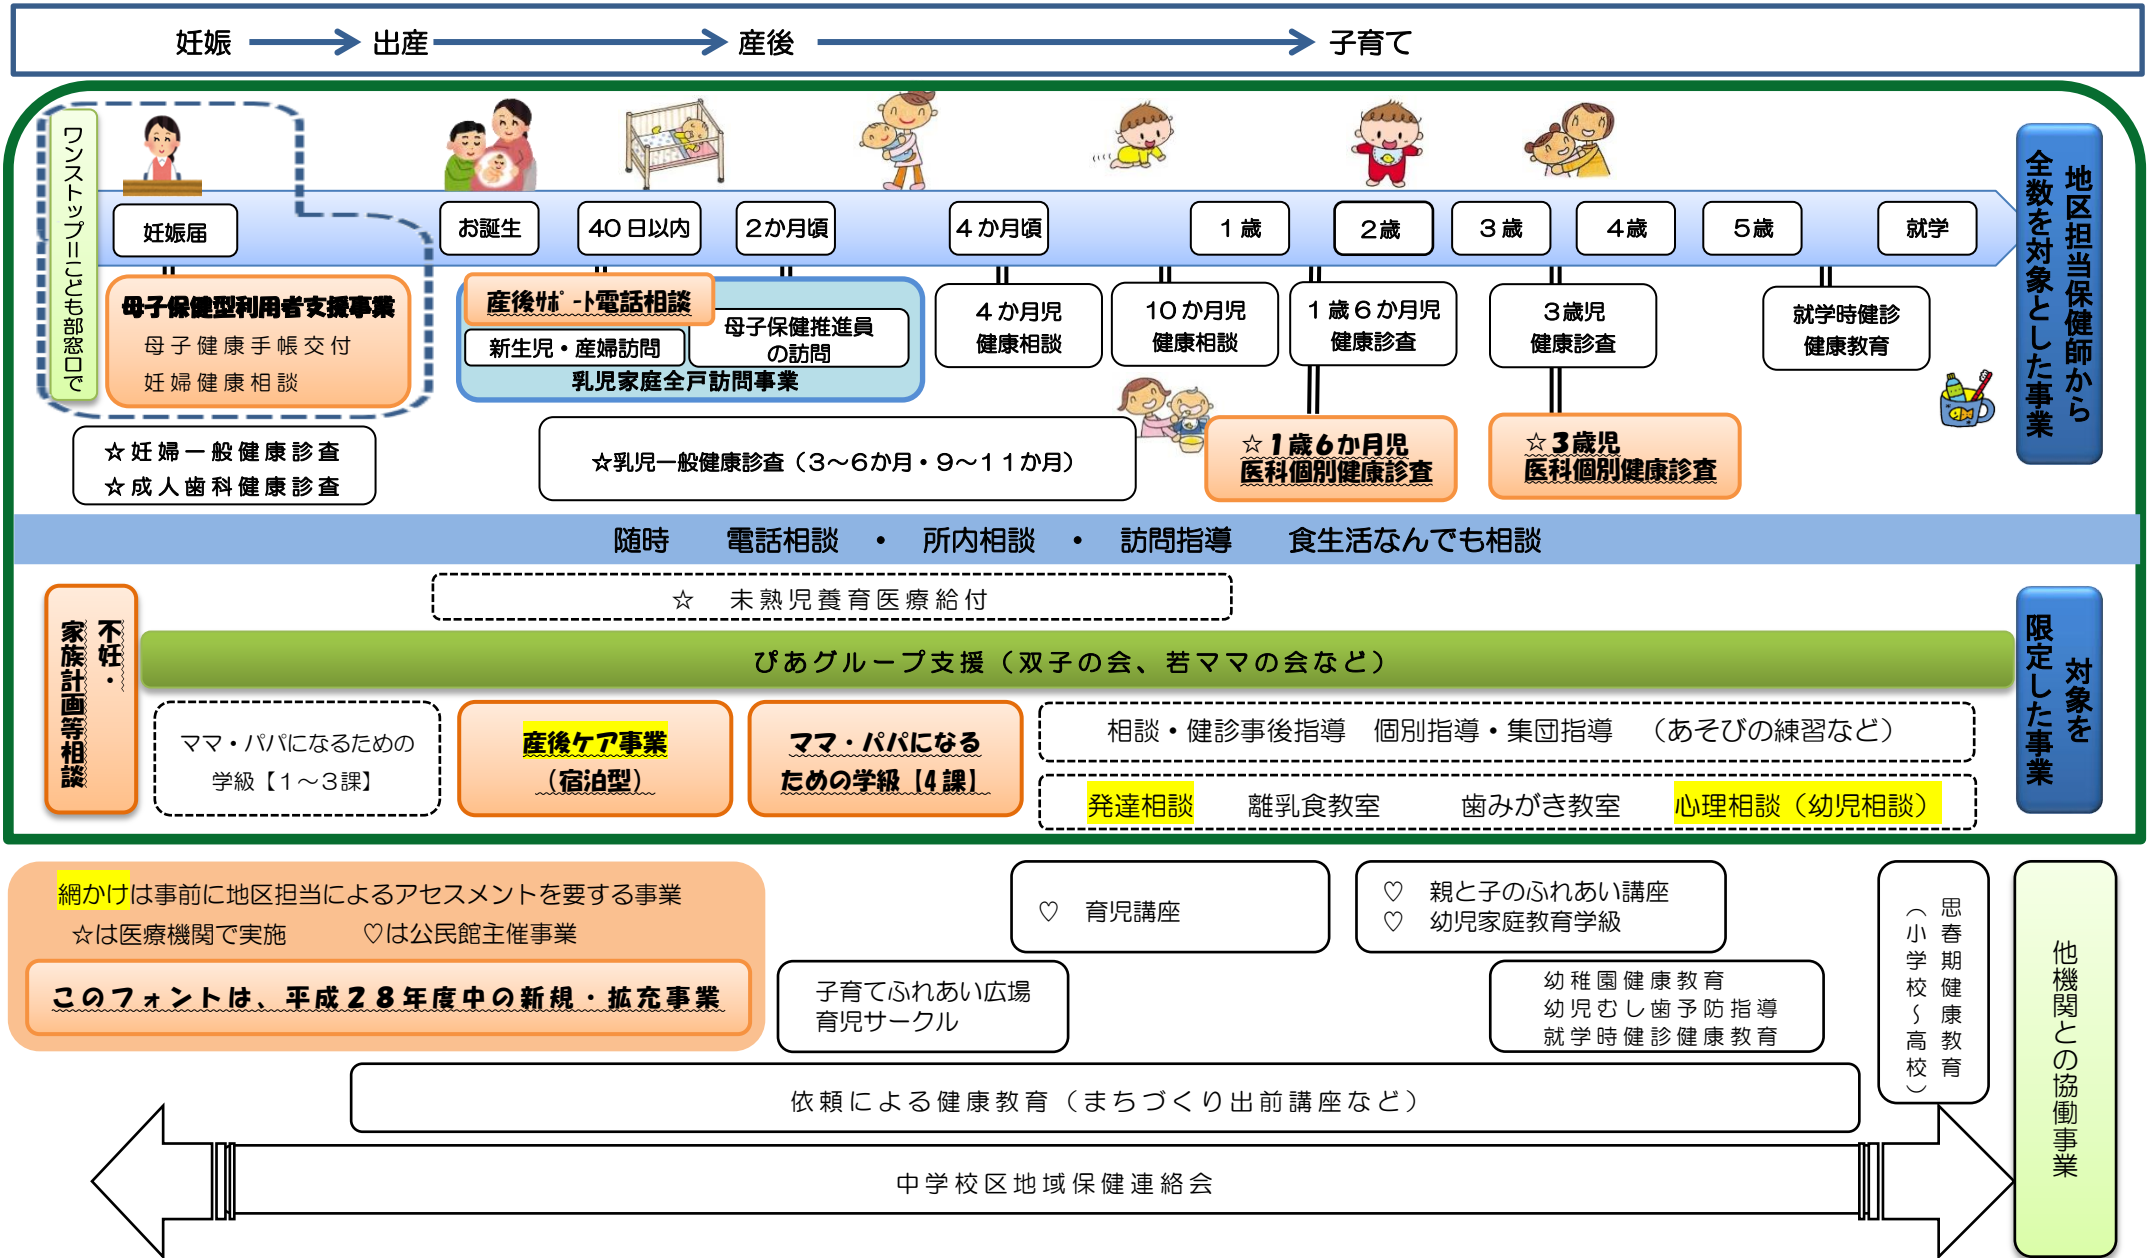 妊娠 出産 産後 子育て
ワンストップ=こども部窓口で
妊娠届
お誕生
40日以内
2か月頃
4か月頃
1歳
2歳
3歳
4歳
5歳
就学
地区担当保健師から
全数を対象とした事業
母子保健型利用者支援事業
母子健康手帳交付
妊婦健康相談
産後サポート電話相談
新生児・産婦訪問
母子保健推進員
の訪問
乳児家庭全戸訪問事業
4か月児
健康相談
10か月児
健康相談
1歳6か月児
健康診査
3歳児
健康診査
就学時健診
健康教育
☆妊婦一般健康診査
☆成人歯科健康診査
☆乳児一般健康診査(3~6か月・9~11か月)
☆1歳6か月児
医科個別健康診査
☆3歳児
医科個別健康診査
随時 電話相談 ・ 所内相談 ・ 訪問指導 食生活なんでも相談
☆ 未熟児養育医療給付
不妊・
家族計画等相談
ぴあグループ支援(双子の会、若ママの会など)
対象を
限定した事業
ママ・パパになるための
学級【1~3課】
産後ケア事業
(宿泊型)
ママ・パパになる
ための学級【4課】
相談・健診事後指導 個別指導・集団指導 (あそびの練習など)
発達相談 離乳食教室 歯みがき教室 心理相談(幼児相談)
網かけは事前に地区担当によるアセスメントを要する事業
☆は医療機関で実施 ♡は公民館主催事業
このフォントは、平成28年度中の新規・拡充事業
♡ 育児講座
♡ 親と子のふれあい講座
♡ 幼児家庭教育学級
子育てふれあい広場
育児サークル
幼稚園健康教育
幼児むし歯予防指導
就学時健診健康教育
思春期健康教育
(小学校~高校)
他機関との協働事業
依頼による健康教育(まちづくり出前講座など)
中学校区地域保健連絡会